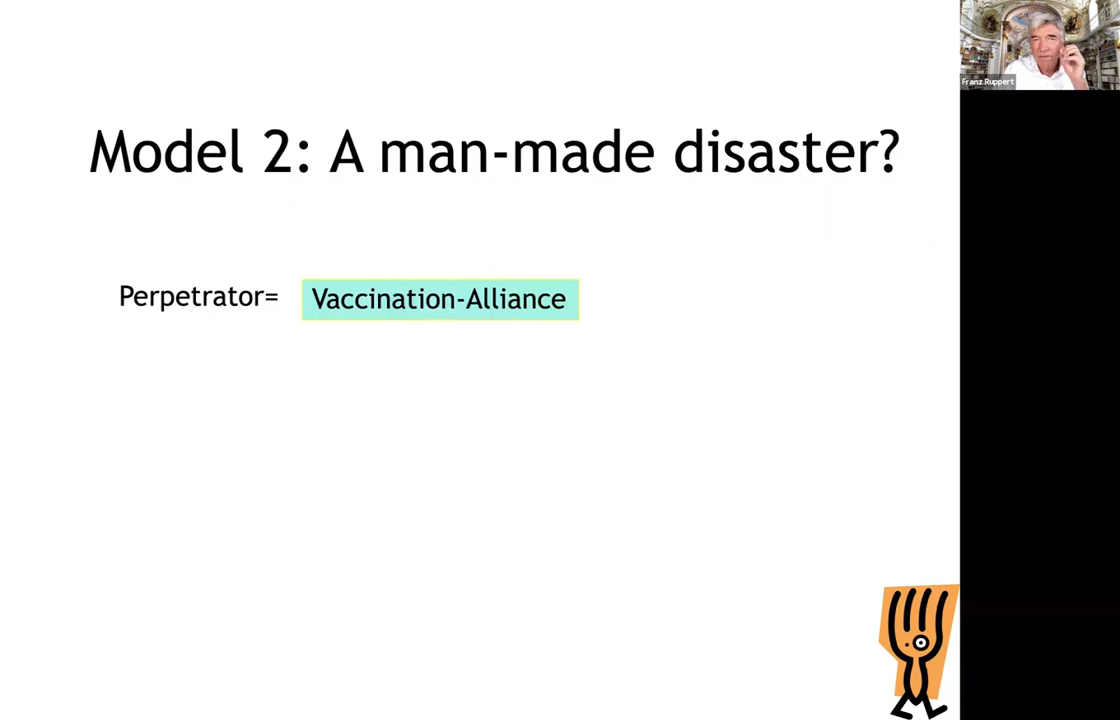 Model 2: A man-made disaster?
Perpetrator= Vaccination-Alliance
Franz Ruppert